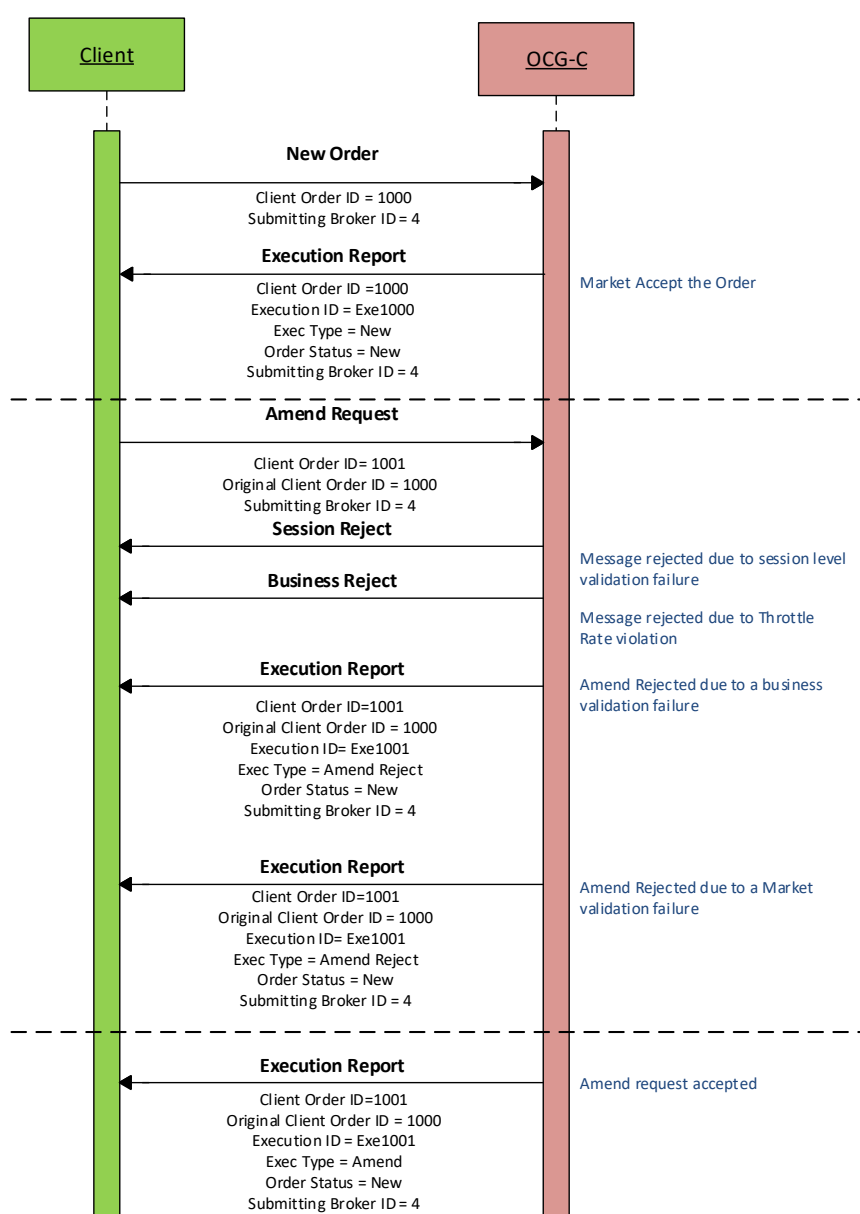 Client
OCG-C
New Order
Client Order ID = 1000
Submitting Broker ID = 4
Execution Report
Market Accept the Order
Client Order ID =1000
Execution ID = Exe1000
Exec Type = New
Order Status = New
Submitting Broker ID = 4
Amend Request
Client Order ID= 1001
Original Client Order ID = 1000
Submitting Broker ID = 4
Session Reject
Message rejected due to session level
validation failure
Business Reject
Message rejected due to Throttle
Rate violation
Execution Report
Amend Rejected due to a business
validation failure
Client Order ID=1001
Original Client Order ID = 1000
Execution ID= Exe1001
Exec Type = Amend Reject
Order Status = New
Submitting Broker ID = 4
Execution Report
Amend Rejected due to a Market
validation failure
Client Order ID=1001
Original Client Order ID = 1000
Execution ID= Exe1001
Exec Type = Amend Reject
Order Status = New
Submitting Broker ID = 4
Execution Report
Amend request accepted
Client Order ID=1001
Original Client Order ID = 1000
Execution ID = Exe1001
Exec Type = Amend
Order Status = New
Submitting Broker ID = 4